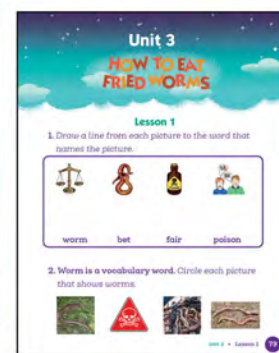 Unit 3
HOW TO EAT
FRIED WORMS
Lesson 1
1. Draw a line from each picture to the word that
names the picture.
worm bet fair poison
2. Worm is a vocabulary word. Circle each picture
that shows worms.
Unit 3 • Lesson 1 79